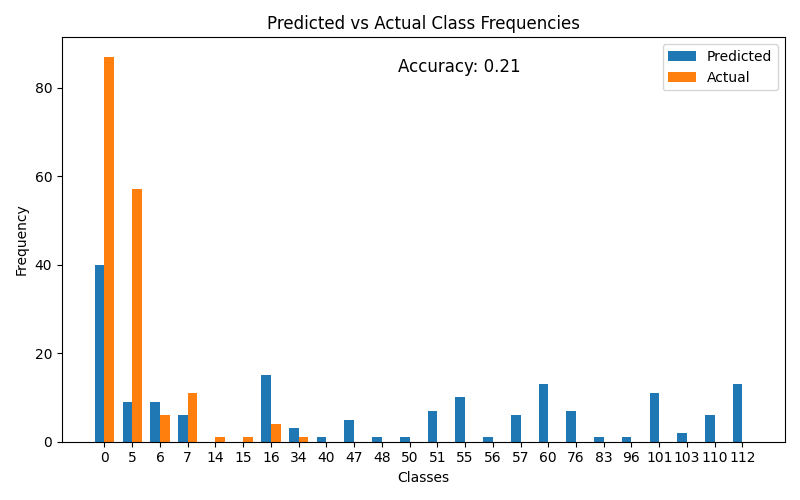 Predicted vs Actual Class Frequencies
Accuracy: 0.21
Predicted
Actual
80
60
40
20
0
Frequency
0 5 6 7 14 15 16 34 40 47 48 50 51 55 56 57 60 76 83 96 101 103 110 112
Classes